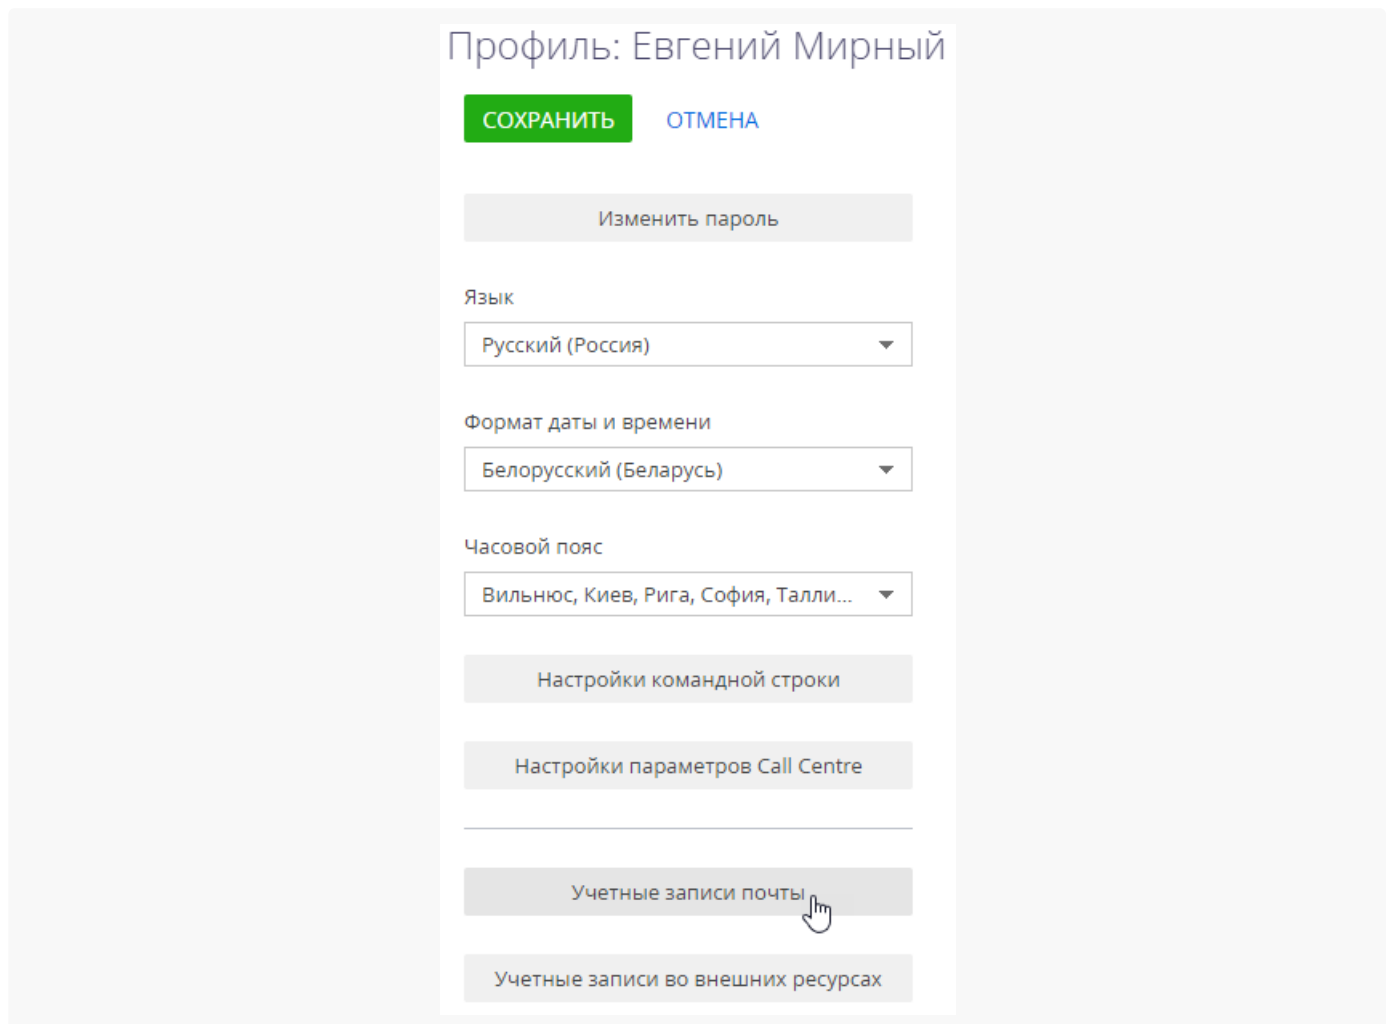 Профиль: Евгений Мирный
СОХРАНИТЬ ОТМЕНА
Изменить пароль
Язык
Русский (Россия)
Формат даты и времени
Белорусский (Беларусь)
Часовой пояс
Вильнюс, Киев, Рига, София, Талли...
Настройки командной строки
Настройки параметров Call Centre
Учетные записи почты
Учетные записи во внешних ресурсах